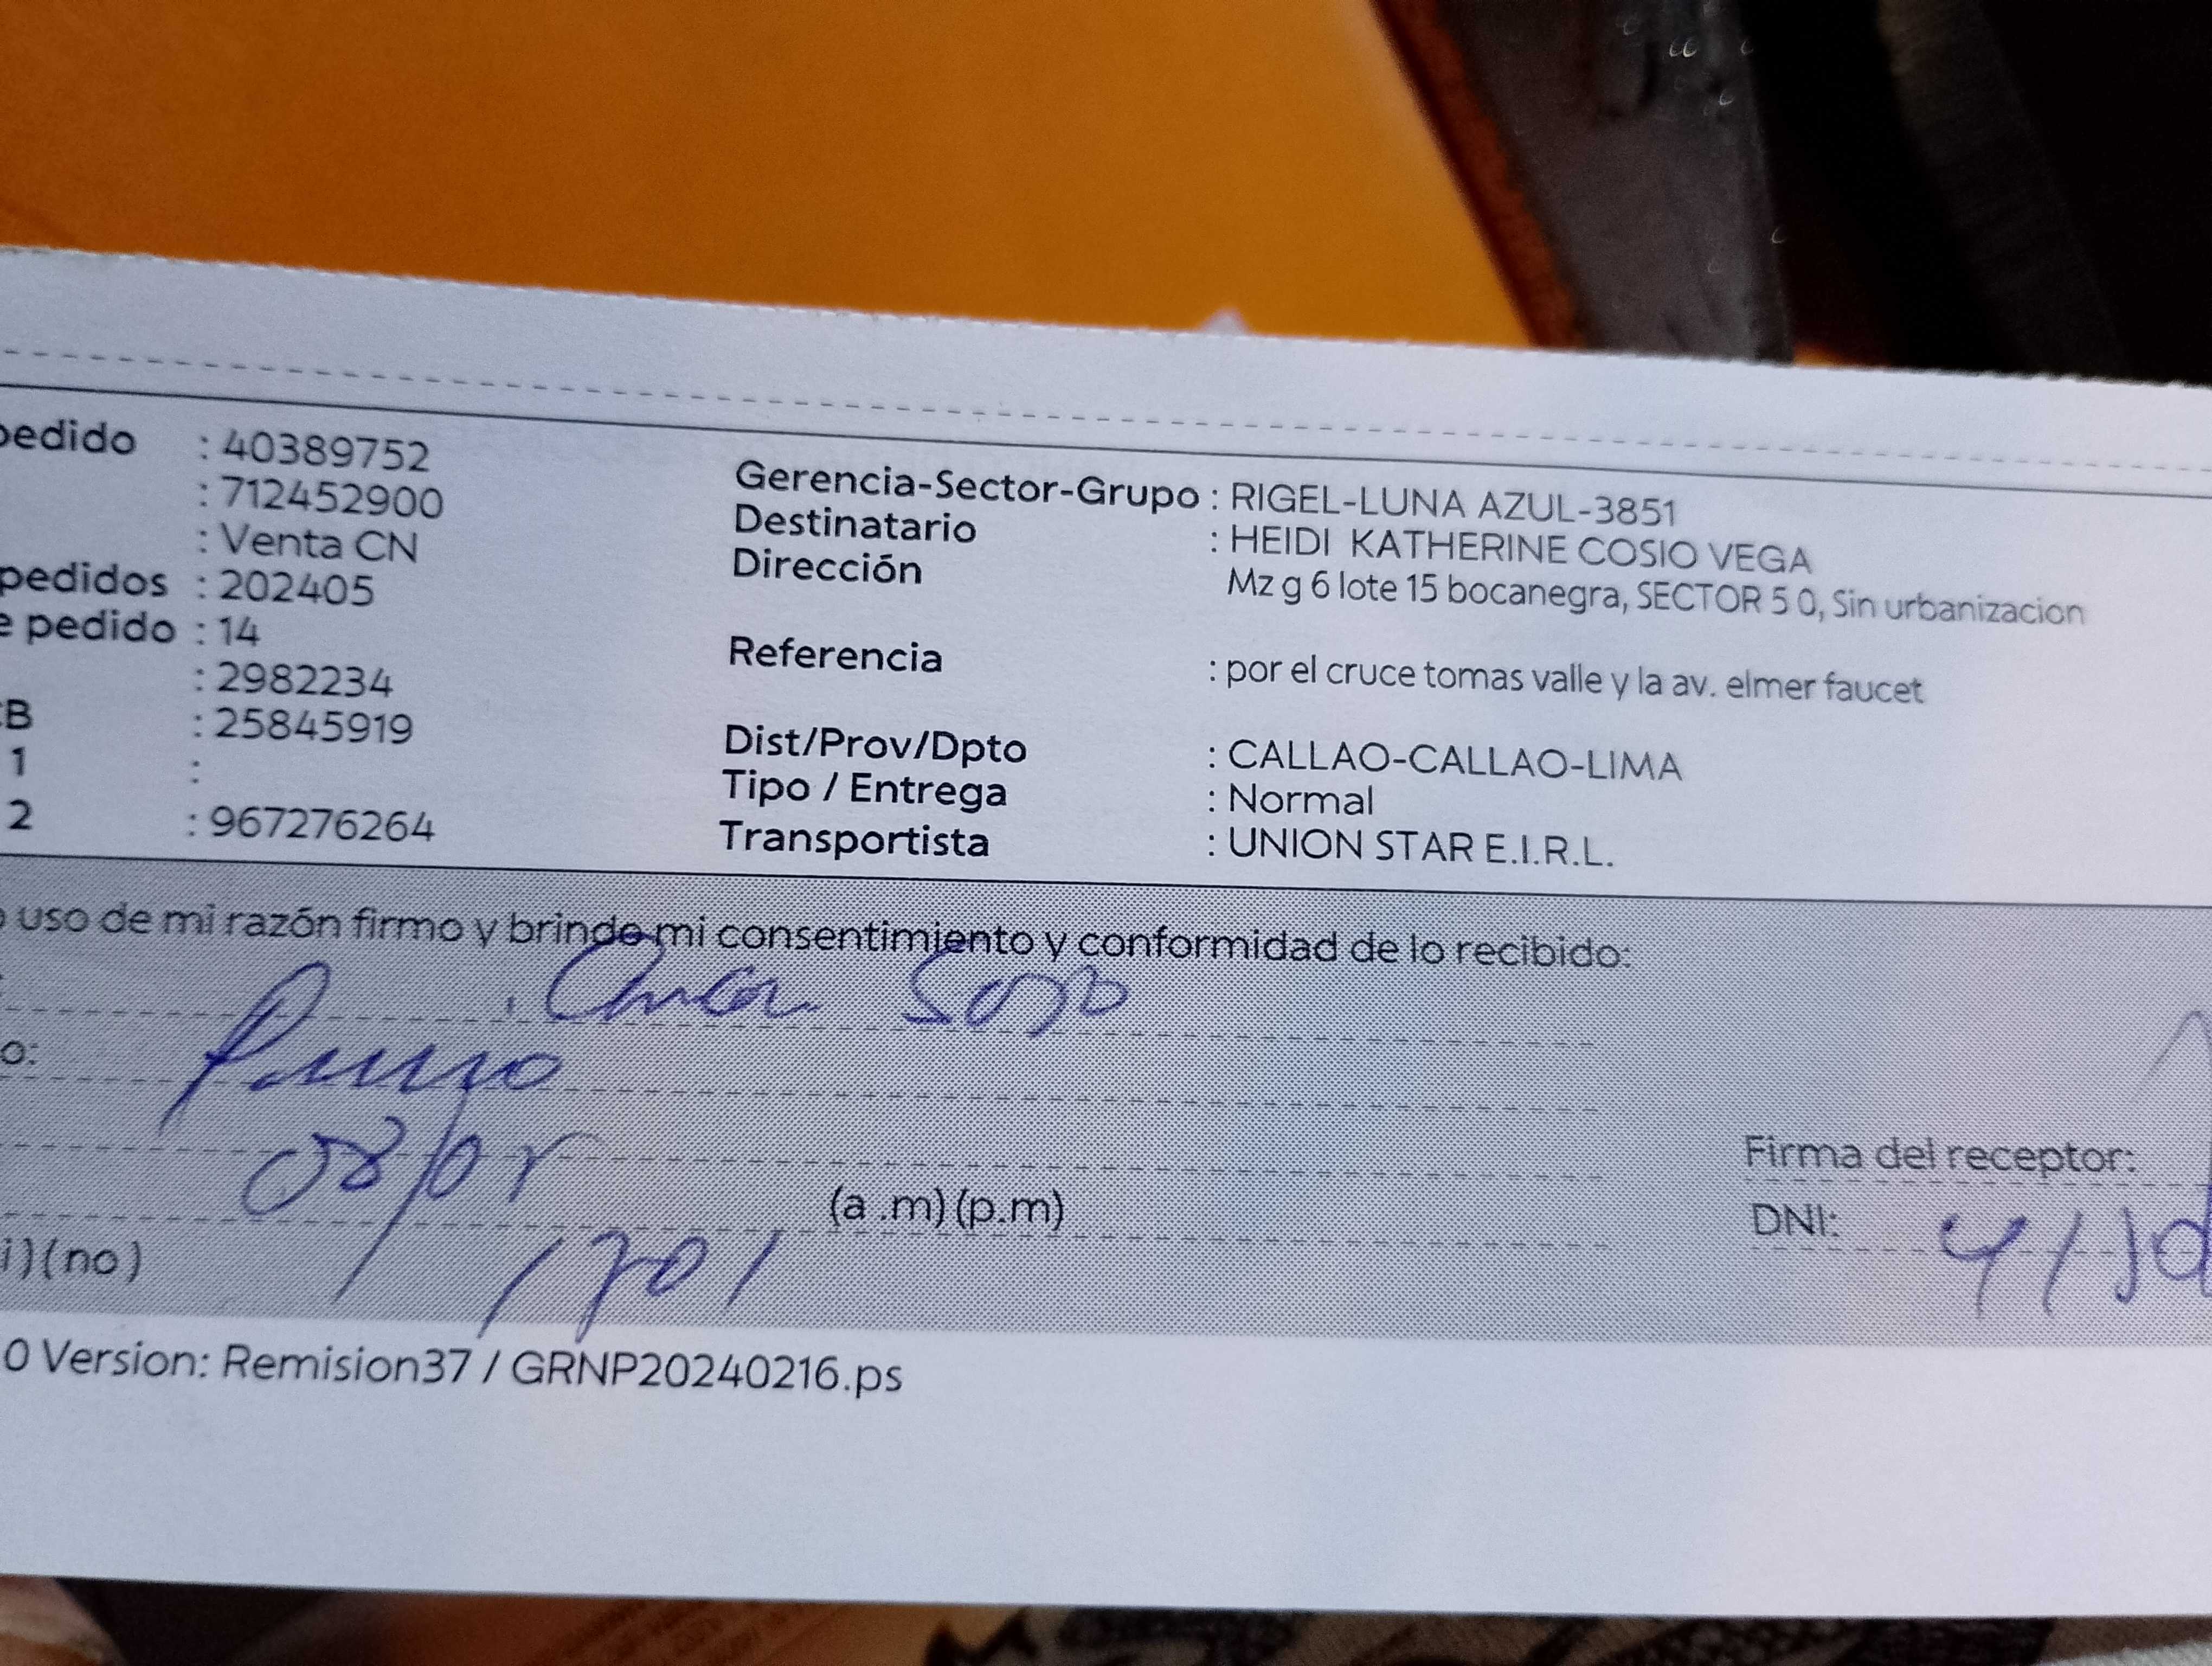 pedido : 40389752
: 712452900
: Venta CN
pedidos : 202405
e pedido : 14
: 2982234
B : 25845919
1 :
2 : 967276264
Gerencia-Sector-Grupo : RIGEL-LUNA AZUL-3851
Destinatario : HEIDI KATHERINE COSIO VEGA
Dirección Mz g 6 lote 15 bocanegra, SECTOR 5 0, Sin urbanizacion
Referencia : por el cruce tomas valle y la av. elmer faucet
Dist/Prov/Dpto : CALLAO-CALLAO-LIMA
Tipo / Entrega : Normal
Transportista : UNION STAR E.I.R.L.
uso de mi razón firmo y brindo mi consentimiento y conformidad de lo recibido:
o:
(a .m) (p.m)
i) (no)
Firma del receptor:
DNI:
0 Version: Remision37 / GRNP20240216.ps